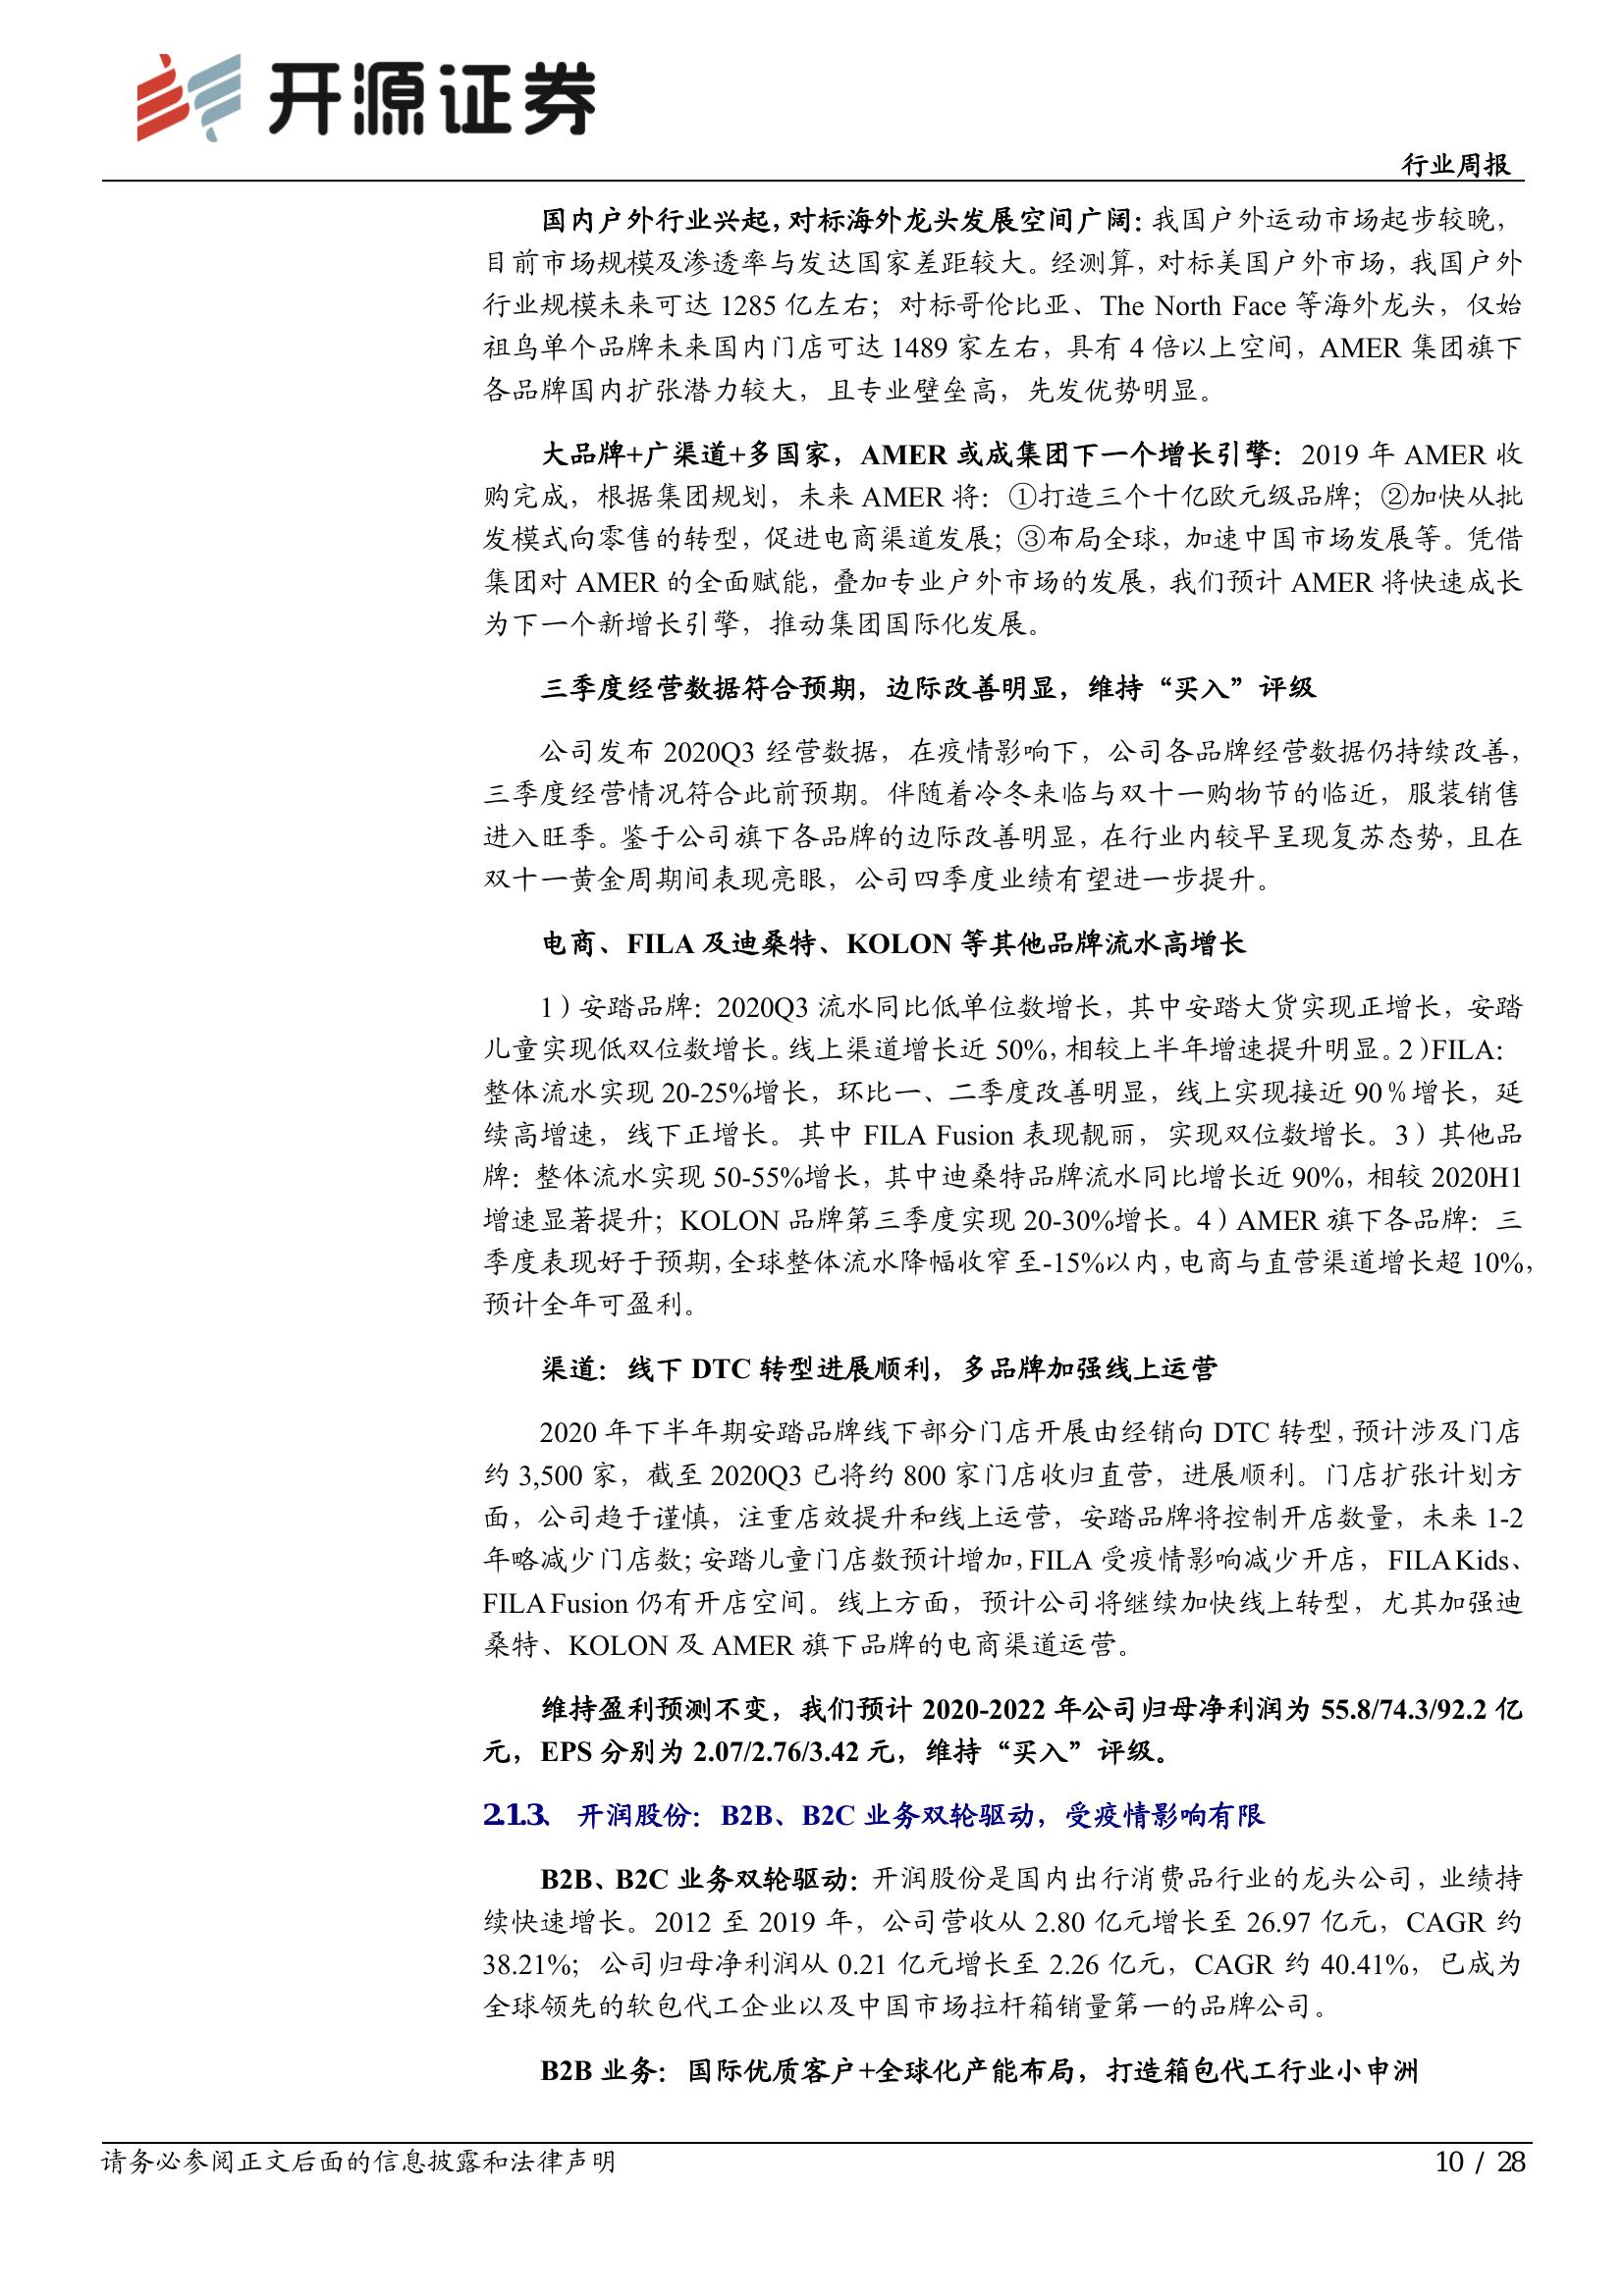 开源证券
行业周报
国内户外行业兴起，对标海外龙头发展空间广阔：我国户外运动市场起步较晚，
目前市场规模及渗透率与发达国家差距较大。经测算，对标美国户外市场，我国户外
行业规模未来可达 1285 亿左右；对标哥伦比亚、The North Face 等海外龙头，仅始
祖鸟单个品牌未来国内门店可达 1489 家左右，具有 4 倍以上空间，AMER 集团旗下
各品牌国内扩张潜力较大，且专业壁垒高，先发优势明显。
大品牌+广渠道+多国家，AMER 或成集团下一个增长引擎：2019 年 AMER 收
购完成，根据集团规划，未来 AMER 将：①打造三个十亿欧元级品牌；②加快从批
发模式向零售的转型，促进电商渠道发展；③布局全球，加速中国市场发展等。凭借
集团对 AMER 的全面赋能，叠加专业户外市场的发展，我们预计 AMER 将快速成长
为下一个新增长引擎，推动集团国际化发展。
三季度经营数据符合预期，边际改善明显，维持“买入”评级
公司发布 2020Q3 经营数据，在疫情影响下，公司各品牌经营数据仍持续改善，
三季度经营情况符合此前预期。伴随着冷冬来临与双十一购物节的临近，服装销售
进入旺季。鉴于公司旗下各品牌的边际改善明显，在行业内较早呈现复苏态势，且在
双十一黄金周期间表现亮眼，公司四季度业绩有望进一步提升。
电商、FILA 及迪桑特、KOLON 等其他品牌流水高增长
1）安踏品牌：2020Q3 流水同比低单位数增长，其中安踏大货实现正增长，安踏
儿童实现低双位数增长。线上渠道增长近 50%，相较上半年增速提升明显。2）FILA：
整体流水实现 20-25%增长，环比一、二季度改善明显，线上实现接近 90％增长，延
续高增速，线下正增长。其中 FILA Fusion 表现靓丽，实现双位数增长。3）其他品
牌：整体流水实现 50-55%增长，其中迪桑特品牌流水同比增长近 90%，相较 2020H1
增速显著提升；KOLON 品牌第三季度实现 20-30%增长。4）AMER 旗下各品牌：三
季度表现好于预期，全球整体流水降幅收窄至-15%以内，电商与直营渠道增长超 10%，
预计全年可盈利。
渠道：线下 DTC 转型进展顺利，多品牌加强线上运营
2020 年下半年期安踏品牌线下部分门店开展由经销向 DTC 转型，预计涉及门店
约 3,500 家，截至 2020Q3 已将约 800 家门店收归直营，进展顺利。门店扩张计划方
面，公司趋于谨慎，注重店效提升和线上运营，安踏品牌将控制开店数量，未来 1-2
年略减少门店数；安踏儿童门店数预计增加，FILA 受疫情影响减少开店，FILA Kids、
FILA Fusion 仍有开店空间。线上方面，预计公司将继续加快线上转型，尤其加强迪
桑特、KOLON 及 AMER 旗下品牌的电商渠道运营。
维持盈利预测不变，我们预计 2020-2022 年公司归母净利润为 55.8/74.3/92.2 亿
元，EPS 分别为 2.07/2.76/3.42 元，维持“买入”评级。
2.1.3、 开润股份：B2B、B2C 业务双轮驱动，受疫情影响有限
B2B、B2C 业务双轮驱动：开润股份是国内出行消费品行业的龙头公司，业绩持
续快速增长。2012 至 2019 年，公司营收从 2.80 亿元增长至 26.97 亿元，CAGR 约
38.21%；公司归母净利润从 0.21 亿元增长至 2.26 亿元，CAGR 约 40.41%，已成为
全球领先的软包代工企业以及中国市场拉杆箱销量第一的品牌公司。
B2B 业务：国际优质客户+全球化产能布局，打造箱包代工行业小申洲
请务必参阅正文后面的信息披露和法律声明
10 / 28